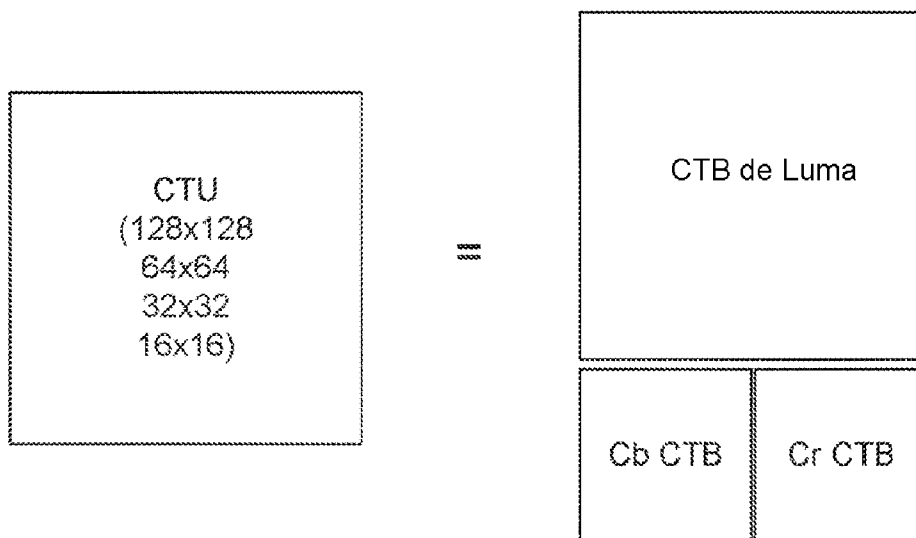 CTU
(128x128
64x64
32x32
16x16)
=
CTB de Luma
Cb CTB
Cr CTB